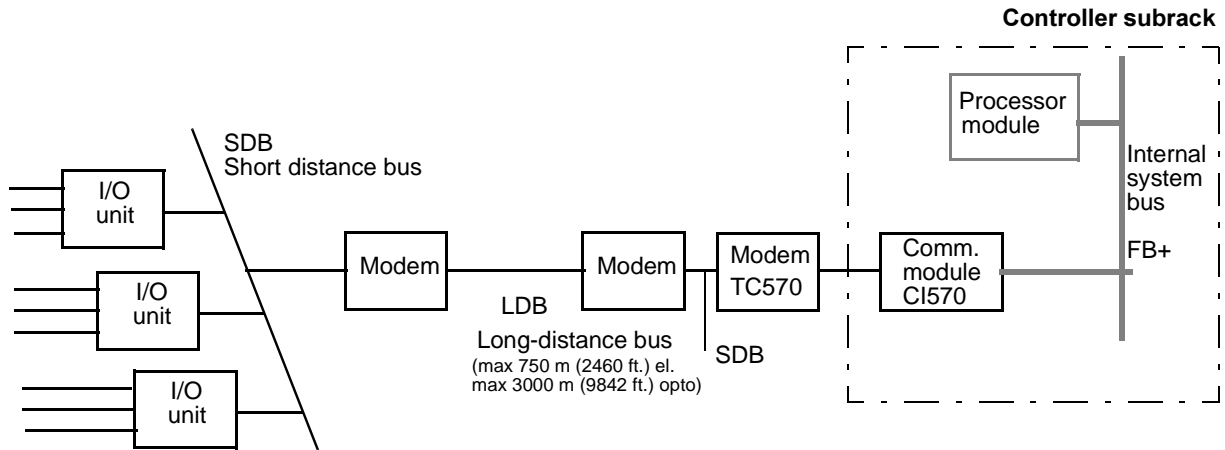 Controller subrack
Processor
module
SDB
Short distance bus
Internal
system
bus
I/O
unit
Modem
Modem
Modem
TC570
Comm.
module
CI570
FB+
I/O
unit
LDB
Long-distance bus
(max 750 m (2460 ft.) el.
max 3000 m (9842 ft.) opto)
SDB
I/O
unit